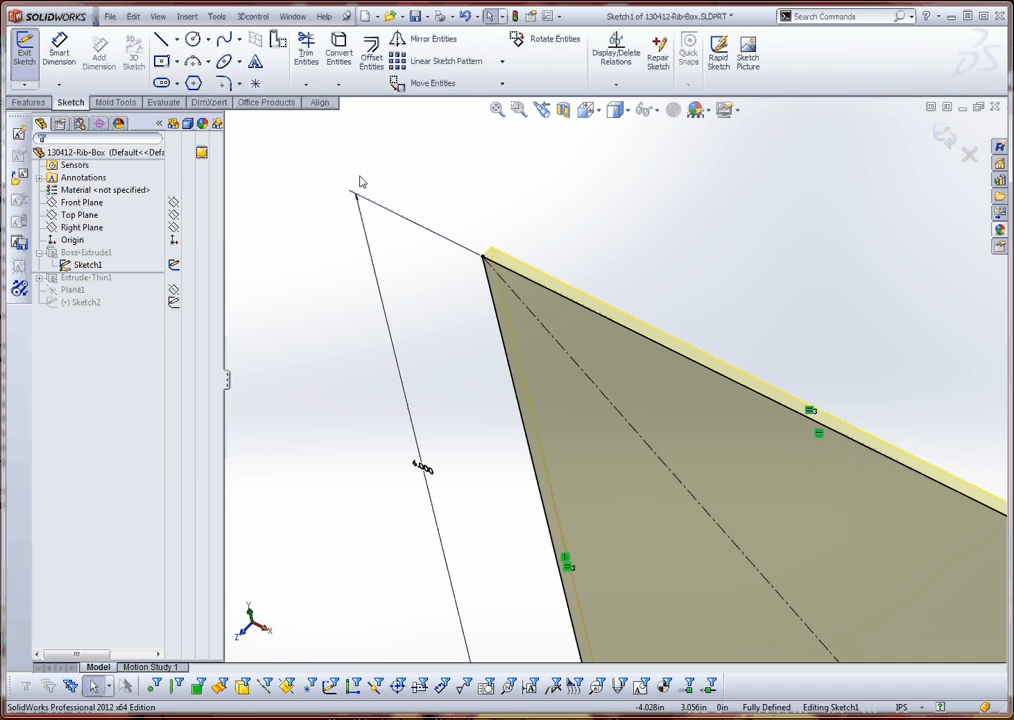 SOLIDWORKS File Edit View Insert Tools 3Dcontrol Window Help Sketch1 of 130412-Rib-Box.SLDPRT * Search Commands
Exit Sketch
Smart Dimension
Add Dimension
3D Sketch
Trim Entities
Convert Entities
Offset Entities
Mirror Entities
Linear Sketch Pattern
Move Entities
Rotate Entities
Display/Delete Relations
Repair Sketch
Quick Snaps
Rapid Sketch
Sketch Picture
Features Sketch Mold Tools Evaluate DimXpert Office Products Align
130412-Rib-Box (Default<<Defa
Sensors
Annotations
Material <not specified>
Front Plane
Top Plane
Right Plane
Origin
Boss-Extrude1
Sketch1
Extrude-Thin1
Plane1
(-) Sketch2
3
3
Y
Z X
Model Motion Study 1
SolidWorks Professional 2012 x64 Edition -4.028in 3.056in 0in Fully Defined Editing Sketch1 IPS